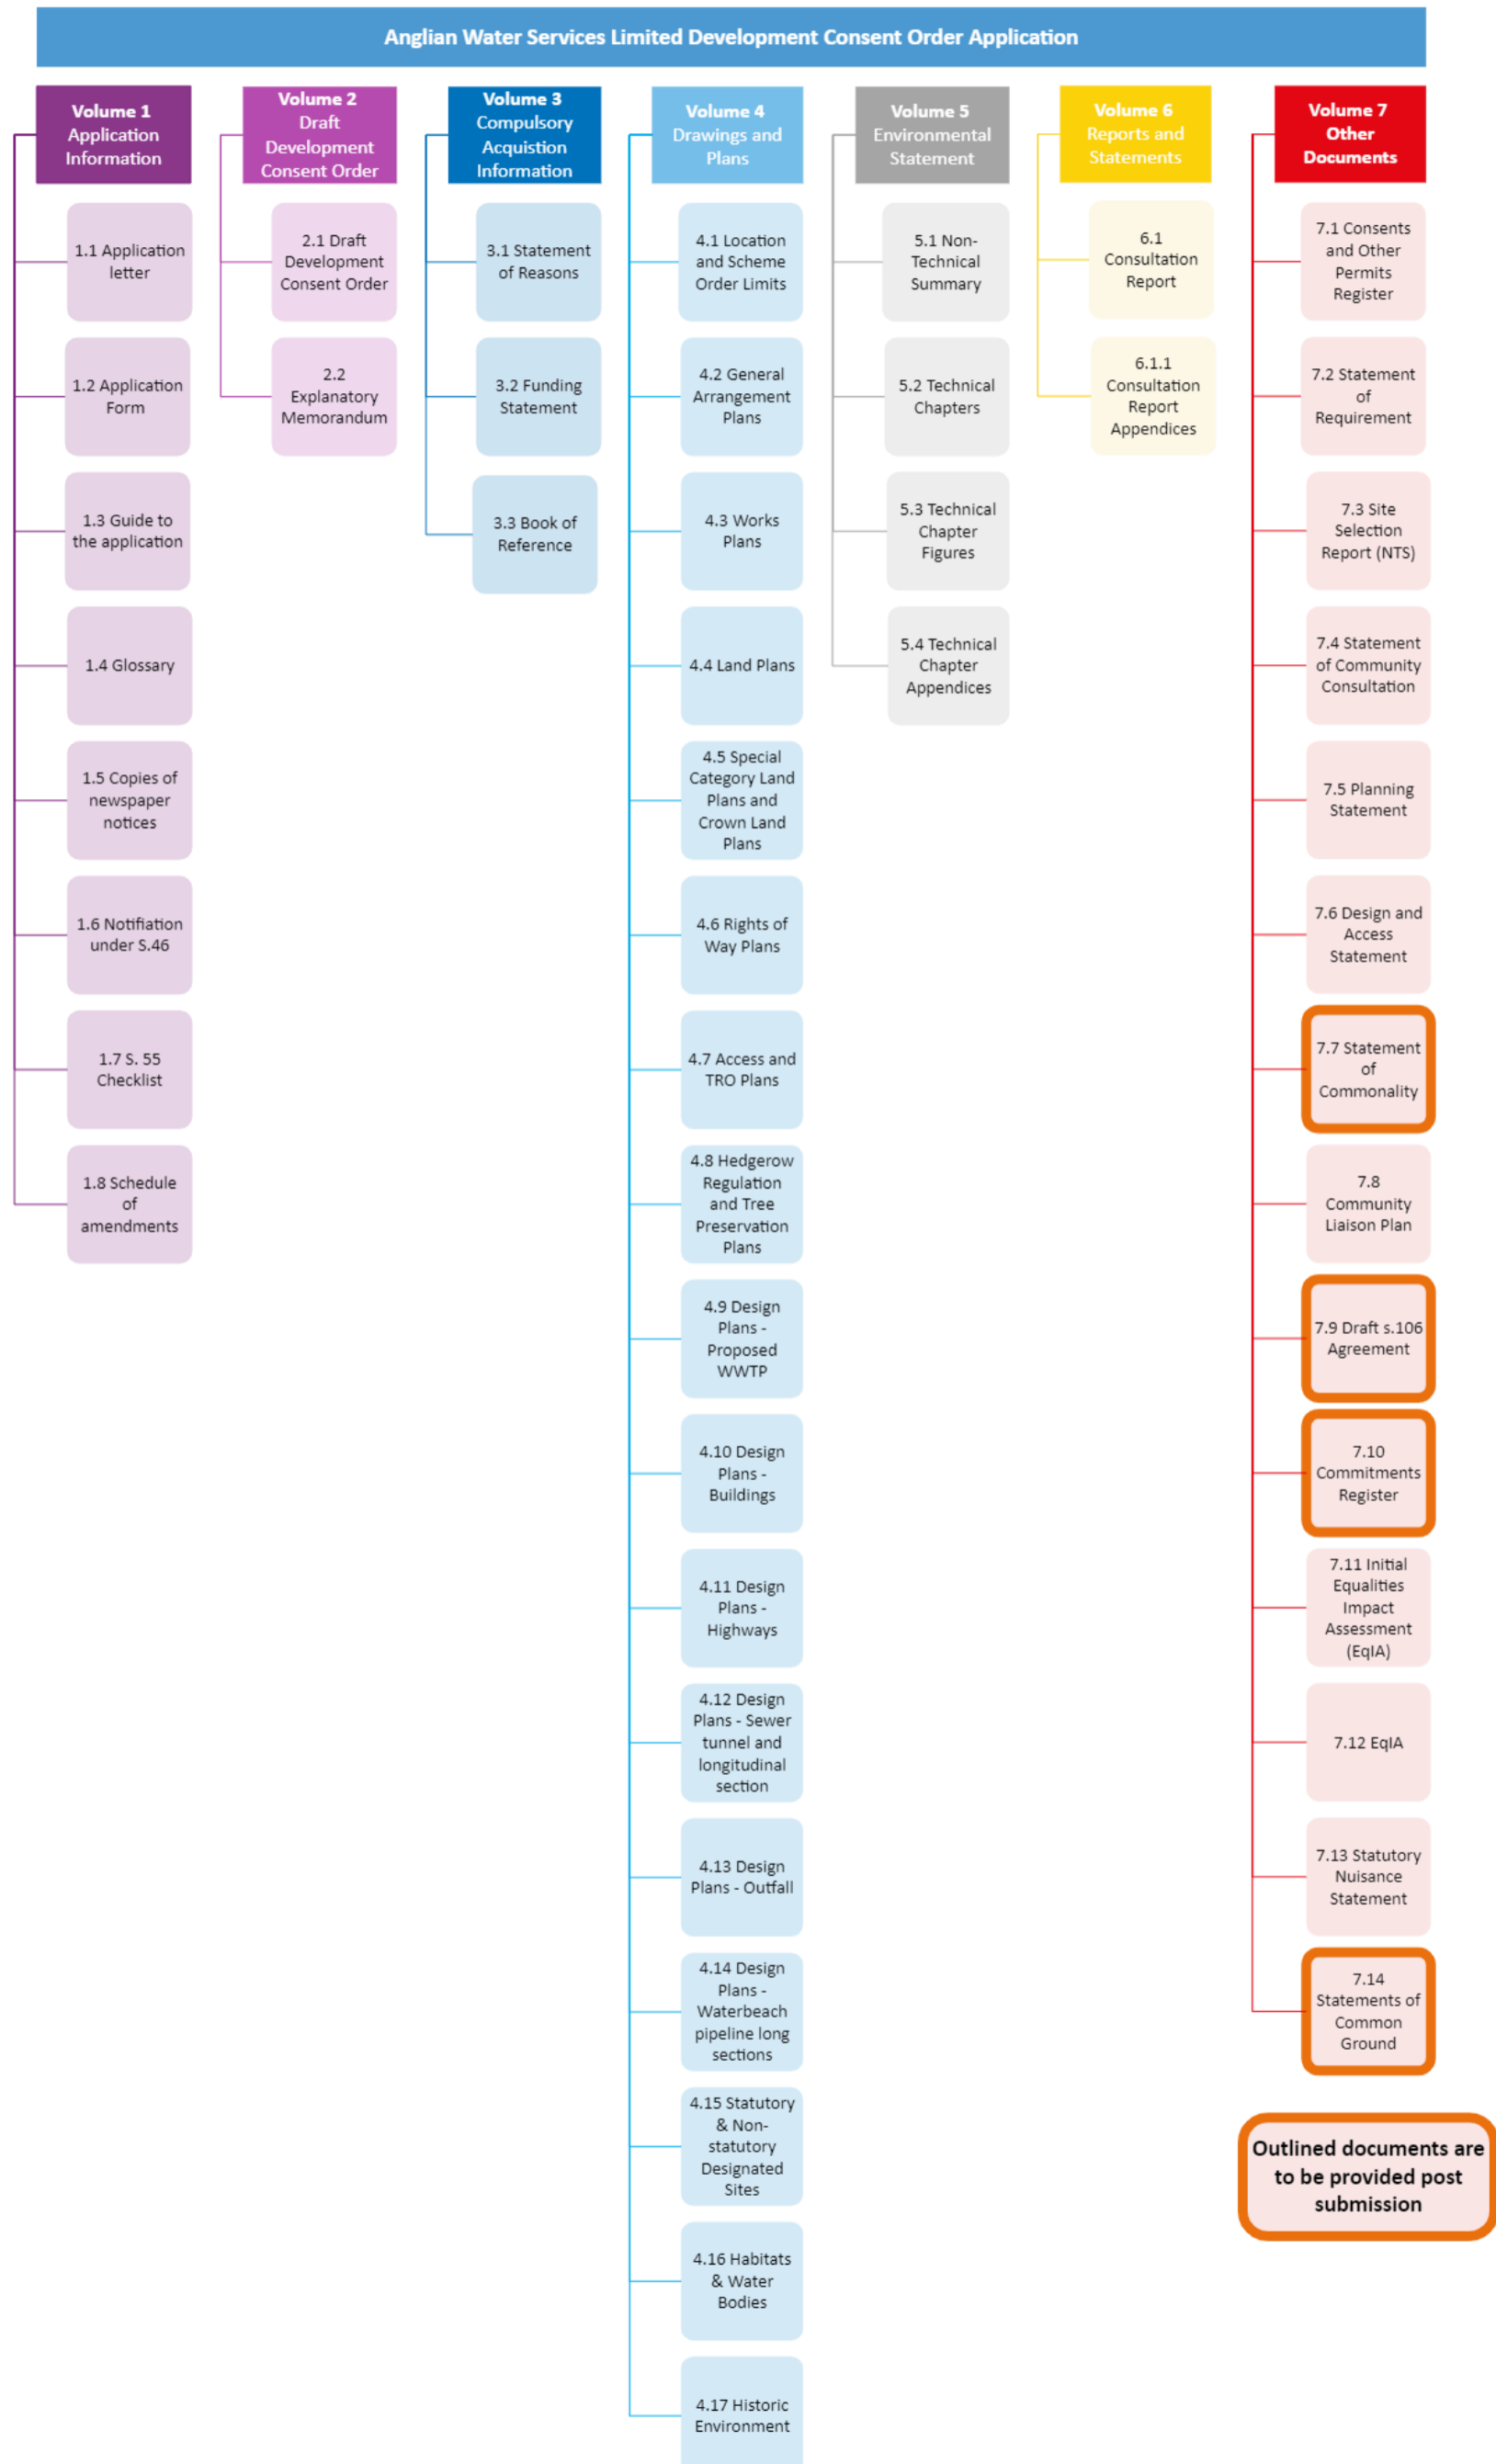 Anglian Water Services Limited Development Consent Order Application
Volume 1
Application
Information
1.1 Application
letter
1.2 Application
Form
1.3 Guide to
the application
1.4 Glossary
1.5 Copies of
newspaper
notices
1.6 Notifiation
under S.46
1.7 S. 55
Checklist
1.8 Schedule
of
amendments
Volume 2
Draft
Development
Consent Order
2.1 Draft
Development
Consent Order
2.2
Explanatory
Memorandum
Volume 3
Compulsory
Acquistion
Information
3.1 Statement
of Reasons
3.2 Funding
Statement
3.3 Book of
Reference
Volume 4
Drawings and
Plans
4.1 Location
and Scheme
Order Limits
4.2 General
Arrangement
Plans
4.3 Works
Plans
4.4 Land Plans
4.5 Special
Category Land
Plans and
Crown Land
Plans
4.6 Rights of
Way Plans
4.7 Access and
TRO Plans
4.8 Hedgerow
Regulation
and Tree
Preservation
Plans
4.9 Design
Plans -
Proposed
WWTP
4.10 Design
Plans -
Buildings
4.11 Design
Plans -
Highways
4.12 Design
Plans - Sewer
tunnel and
longitudinal
section
4.13 Design
Plans - Outfall
4.14 Design
Plans -
Waterbeach
pipeline long
sections
4.15 Statutory
& Non-
statutory
Designated
Sites
4.16 Habitats
& Water
Bodies
4.17 Historic
Environment
Volume 5
Environmental
Statement
5.1 Non-
Technical
Summary
5.2 Technical
Chapters
5.3 Technical
Chapter
Figures
5.4 Technical
Chapter
Appendices
Volume 6
Reports and
Statements
6.1
Consultation
Report
6.1.1
Consultation
Report
Appendices
Volume 7
Other
Documents
7.1 Consents
and Other
Permits
Register
7.2 Statement
of
Requirement
7.3 Site
Selection
Report (NTS)
7.4 Statement
of Community
Consultation
7.5 Planning
Statement
7.6 Design and
Access
Statement
7.7 Statement
of
Commonality
7.8
Community
Liaison Plan
7.9 Draft s.106
Agreement
7.10
Commitments
Register
7.11 Initial
Equalities
Impact
Assessment
(EqIA)
7.12 EqIA
7.13 Statutory
Nuisance
Statement
7.14
Statements of
Common
Ground
Outlined documents are
to be provided post
submission